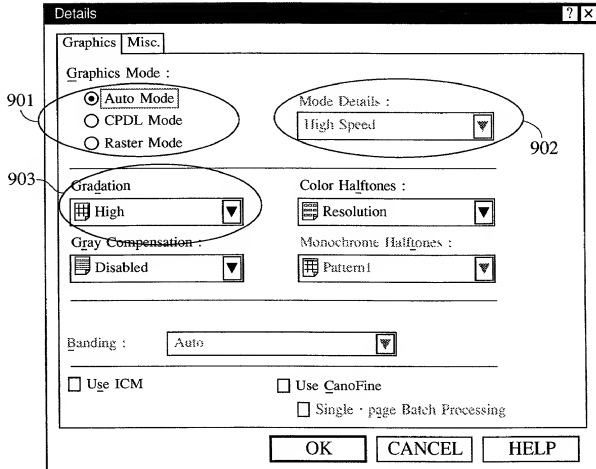 Details ? ×
Graphics Misc.
Graphics Mode :
901
Auto Mode
CPDL Mode
Raster Mode
Mode Details :
High Speed
902
903
Gradation
High
Color Halftones :
Resolution
Gray Compensation :
Disabled
Monochrome Halftones :
Pattern1
Banding :
Auto
Use ICM
Use CanoFine
Single・page Batch Processing
OK CANCEL HELP